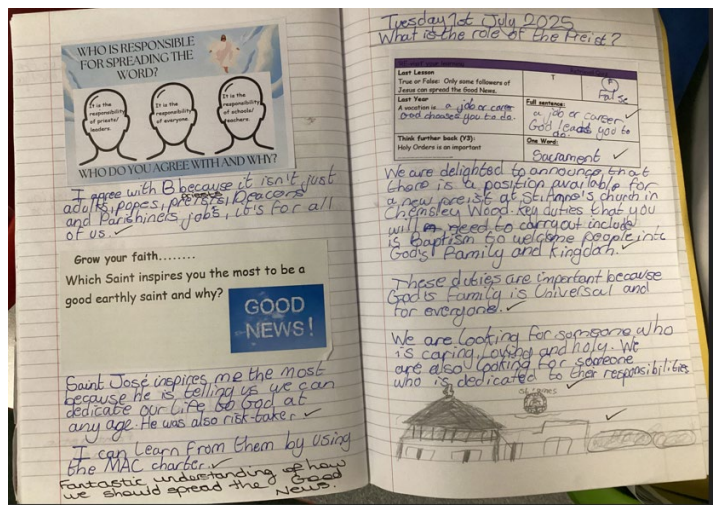 WHO IS RESPONSIBLE
FOR SPREADING THE
WORD?
It is the
responsibility
of priests/
leaders.
It is the
responsibility
of everyone.
It is the
responsibility
of schools/
teachers.
WHO DO YOU AGREE WITH AND WHY?
I agree with B because it isn't just
adults, popes, priests, Deacons
and Parishiners jobs, it's for all
of us.
Grow your faith........
Which Saint inspires you the most to be a
good earthly saint and why?
GOOD
NEWS!
Saint José inspires me the most
because he is telling us we can
dedicate our life to God at
any age. He was also risk-taker.
I can learn from them by using
the MAC charter.
Fantastic understanding of how
we should spread the Good
News.
Tuesday 1st July 2025
What is the role of the Preist?
Last Lesson
True or False: Only some followers of
Jesus can spread the Good News.
T
F
False
Last Year
A vocation is a job or carer
God chooses you to do.
Full sentence:
a job or career
God leads you to
do.
Think further back (Y3):
Holy Orders is an important
One Word:
Sacrament
We are delighted to announce that
there is a position available for
a new preist at St Anne's church in
Chemsley Wood. Key duties that you
will need to carry out include
is Baptism to welcome people into
God's Family and Kingdom.
These duties are important because
God's Family is Universal and
for everyone.
We are looking for someone who
is caring, loving and holy. We
are also looking for someone
who is dedicated to their responsibilities